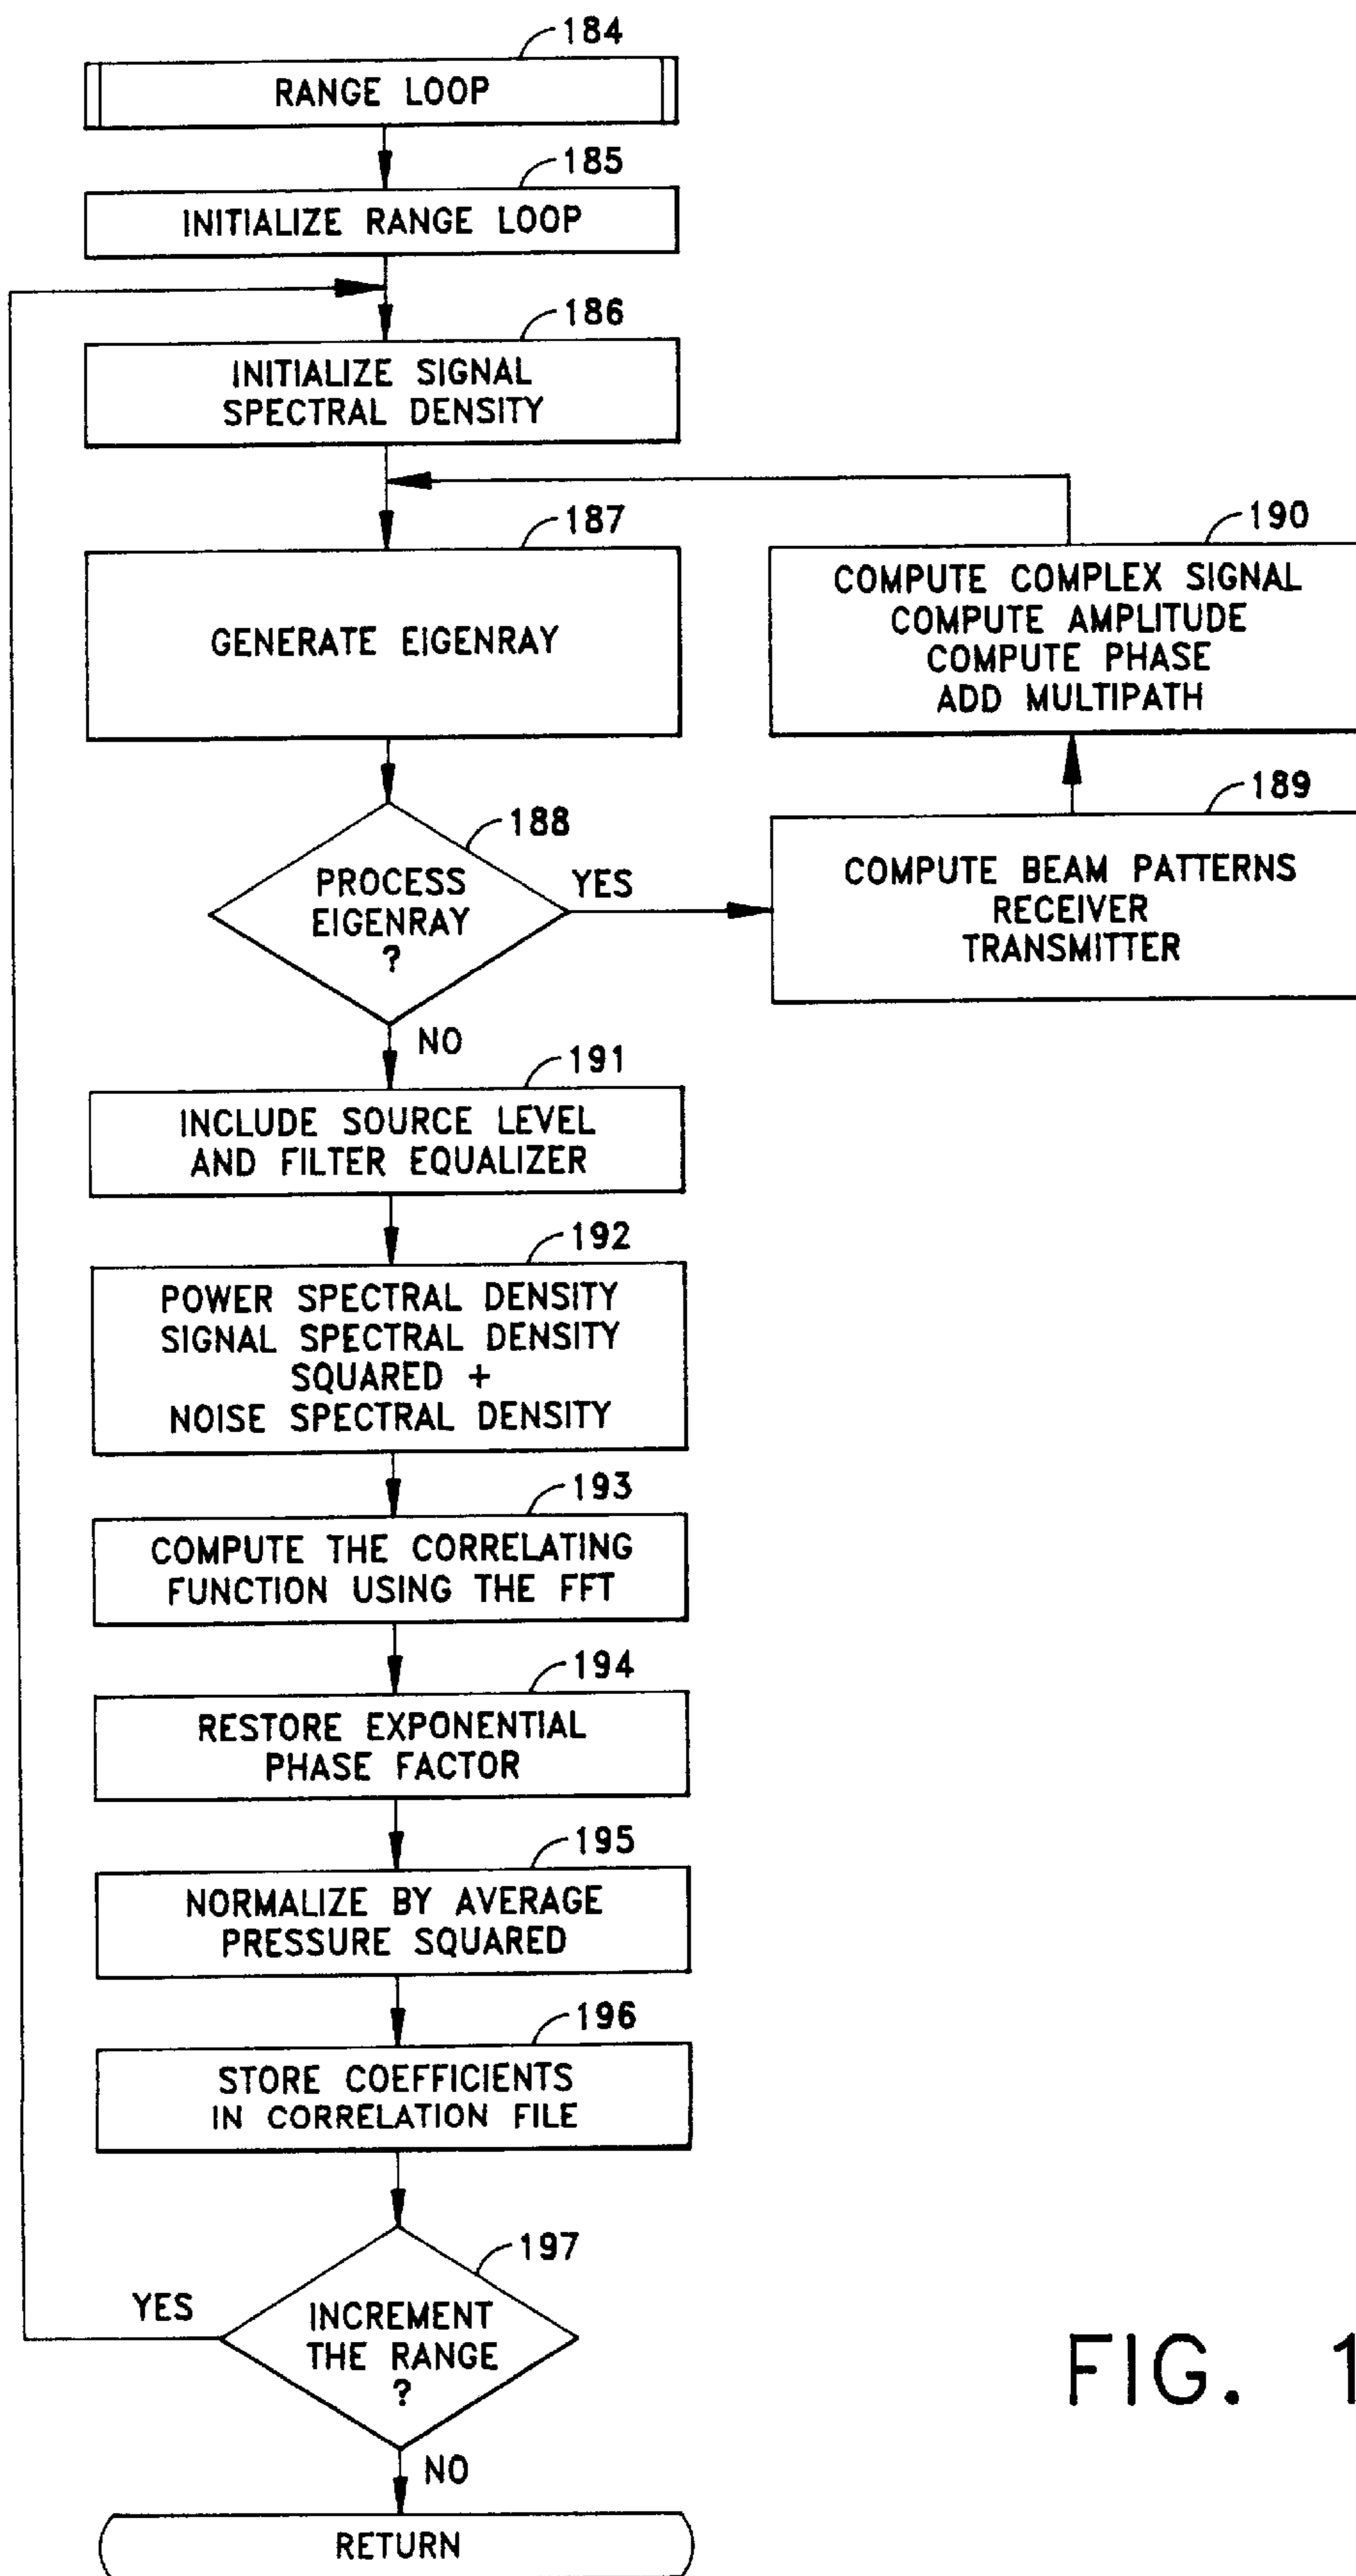 184
RANGE LOOP
185
INITIALIZE RANGE LOOP
186
INITIALIZE SIGNAL
SPECTRAL DENSITY
187
GENERATE EIGENRAY
188
PROCESS
EIGENRAY
?
YES
189
COMPUTE BEAM PATTERNS
RECEIVER
TRANSMITTER
190
COMPUTE COMPLEX SIGNAL
COMPUTE AMPLITUDE
COMPUTE PHASE
ADD MULTIPATH
NO
191
INCLUDE SOURCE LEVEL
AND FILTER EQUALIZER
192
POWER SPECTRAL DENSITY
SIGNAL SPECTRAL DENSITY
SQUARED +
NOISE SPECTRAL DENSITY
193
COMPUTE THE CORRELATING
FUNCTION USING THE FFT
194
RESTORE EXPONENTIAL
PHASE FACTOR
195
NORMALIZE BY AVERAGE
PRESSURE SQUARED
196
STORE COEFFICIENTS
IN CORRELATION FILE
197
INCREMENT
THE RANGE
?
YES
NO
RETURN
FIG. 1